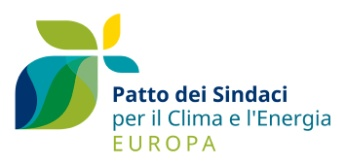 Patto dei Sindaci
per il Clima e l'Energia
EUROPA